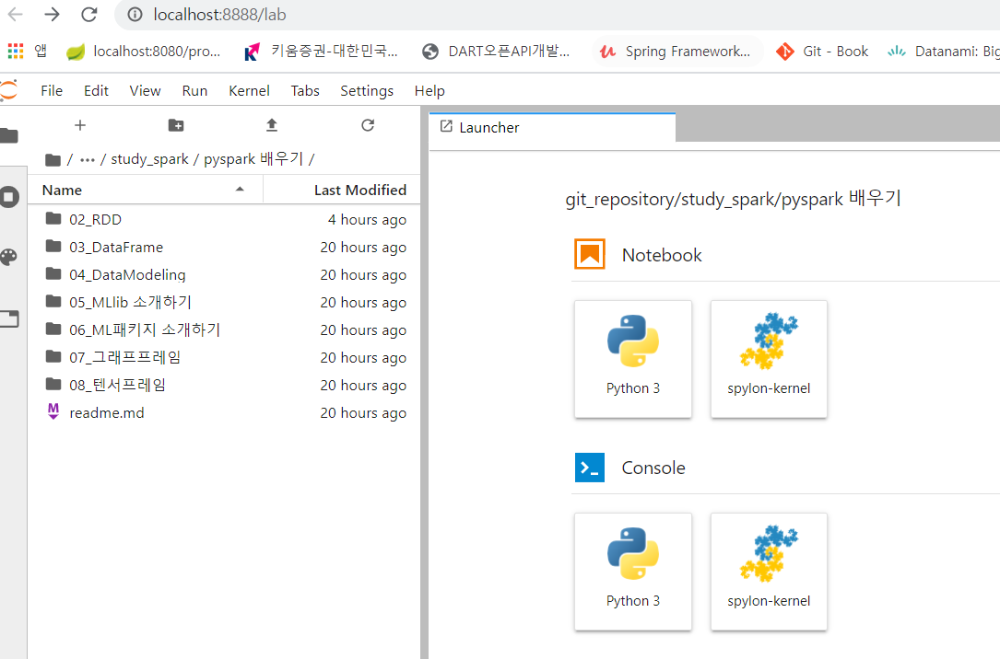 localhost:8888/lab
앱 localhost:8080/pro... 키움증권-대한민국... DART오픈API개발... Spring Framework... Git - Book Datanami: Big
File Edit View Run Kernel Tabs Settings Help
/ ... / study_spark / pyspark 배우기 /
Name Last Modified
02_RDD 4 hours ago
03_DataFrame 20 hours ago
04_DataModeling 20 hours ago
05_MLlib 소개하기 20 hours ago
06_ML패키지 소개하기 20 hours ago
07_그래프프레임 20 hours ago
08_텐서프레임 20 hours ago
readme.md 20 hours ago
Launcher
git_repository/study_spark/pyspark 배우기
Notebook
Python 3 spylon-kernel
Console
Python 3 spylon-kernel